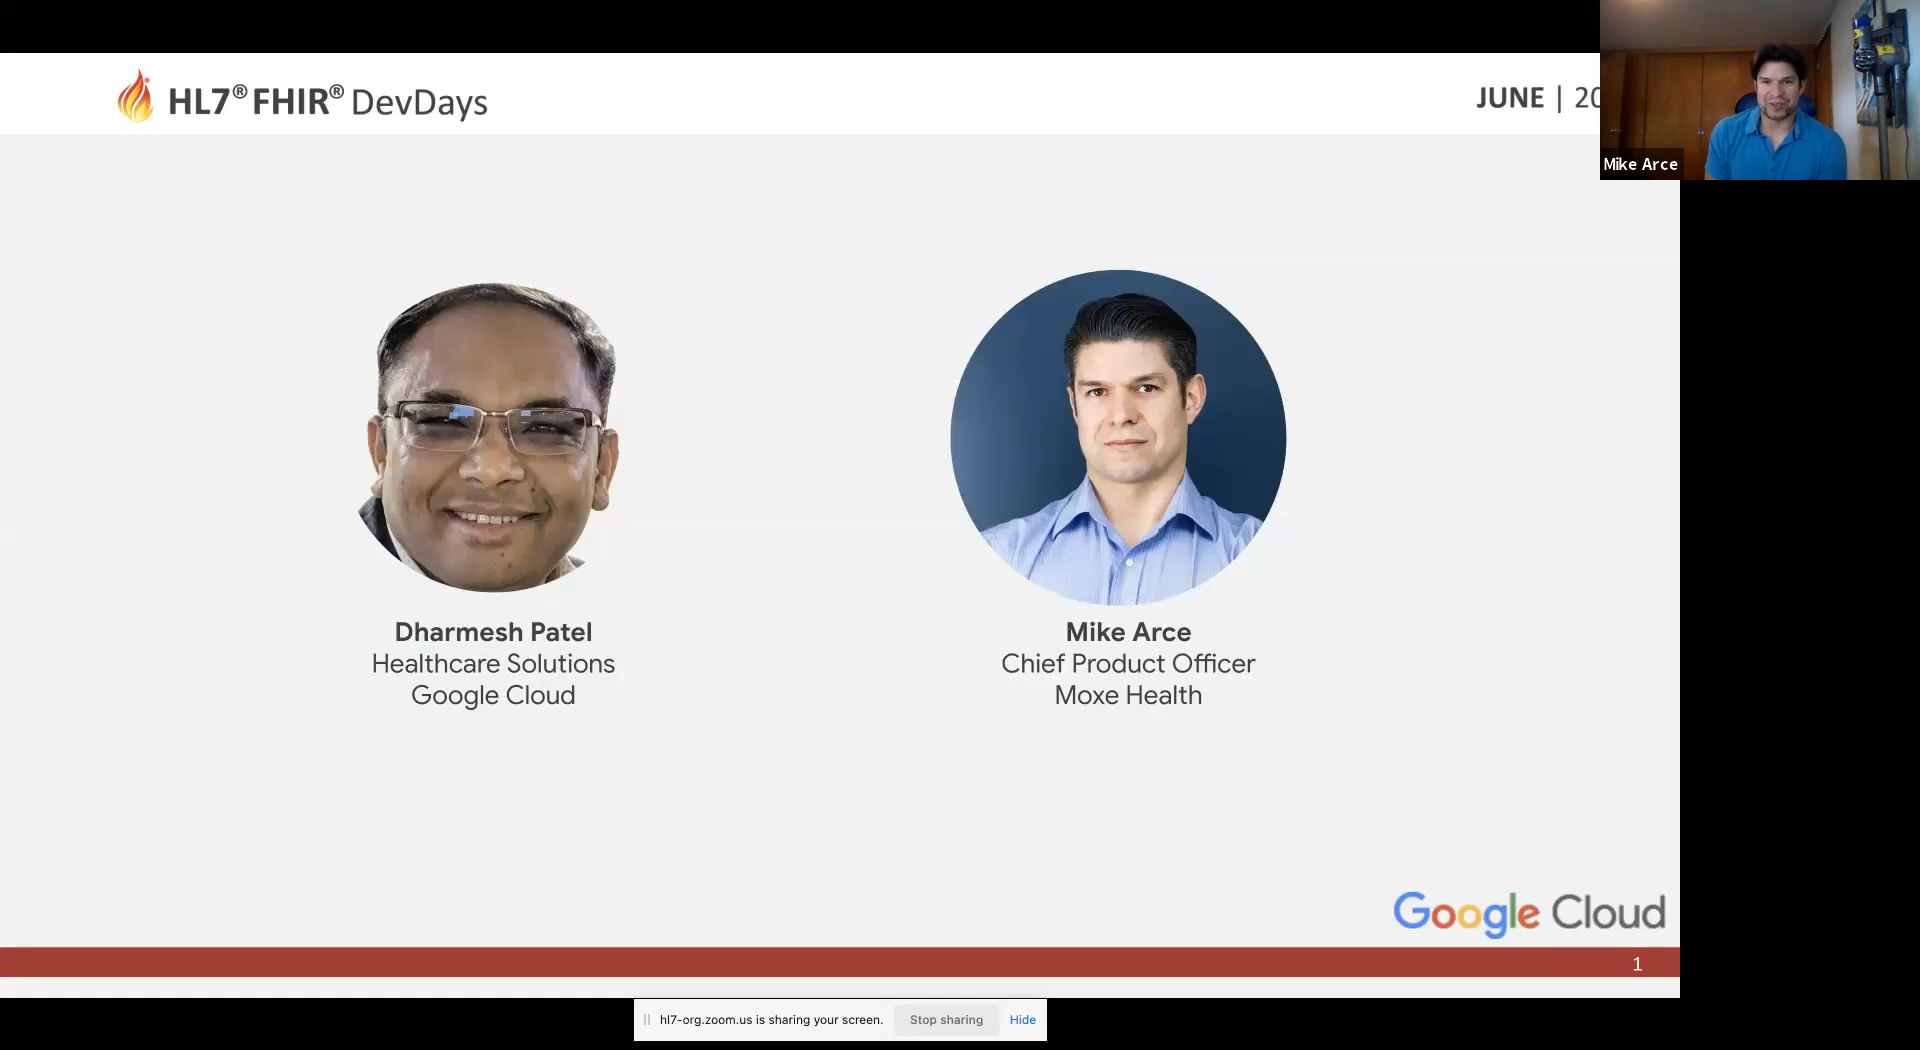 HL7® FHIR® DevDays
JUNE | 20
Mike Arce
Dharmesh Patel
Healthcare Solutions
Google Cloud
Mike Arce
Chief Product Officer
Moxe Health
Google Cloud
1
hl7-org.zoom.us is sharing your screen.
Stop sharing
Hide